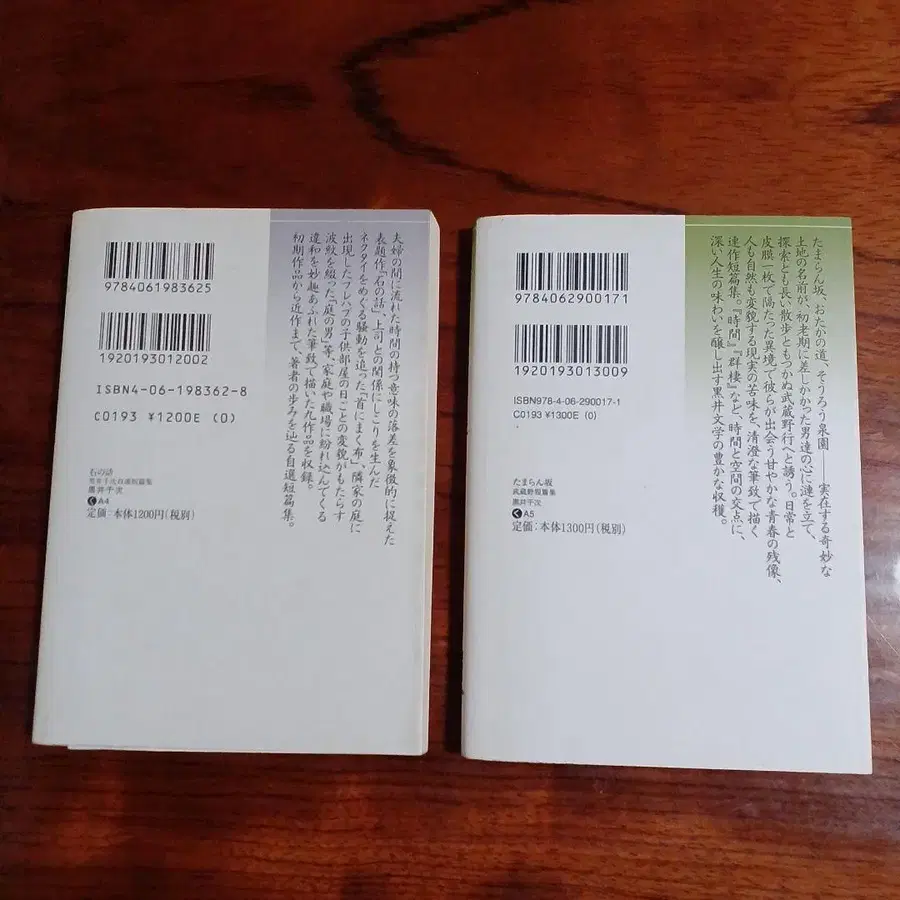 9784061983625
1920193012002
ISBN4-06-198362-8
C0193 ¥1200E (0)
石の話
黒井千次自選短篇集
黒井千次
く A4
定価:本体1200円(税別)
夫婦の間に流れた時間の持つ意味の落差を象徴的に捉えた
表題作「石の話」、上司との関係にしこりを生んだ
ネクタイをめぐる騒動を追った「首にまく布」、隣家の庭に
出現したプレハブの子供部屋の日ごとの変貌がもたらす
波紋を綴った「庭の男」等、家庭や職場に紛れ込んでくる
違和を妙趣あふれた筆致で描いた九作品を収録。
初期作品から近作まで、著者の歩みを辿る自選短篇集。
9784062900171
1920193013009
ISBN978-4-06-290017-1
C0193 ¥1300E (0)
たまらん坂
武蔵野短篇集
黒井千次
く A5
定価:本体1300円(税別)
たまらん坂、おたかの道、そうろう泉園——実在する奇妙な
土地の名前が、初老期に差しかかった男達の心に漣を立て、
探索とも長い散歩ともつかぬ武蔵野行へと誘う。日常と
皮膜一枚で隔たった異境で彼らが出会う甘やかな青春の残像、
人も自然も変貌する現実の苦味を、清澄な筆致で描く
連作短篇集。『時間』『群棲』など、時間と空間の交点に、
深い人生の味わいを醸し出す黒井文学の豊かな収穫。